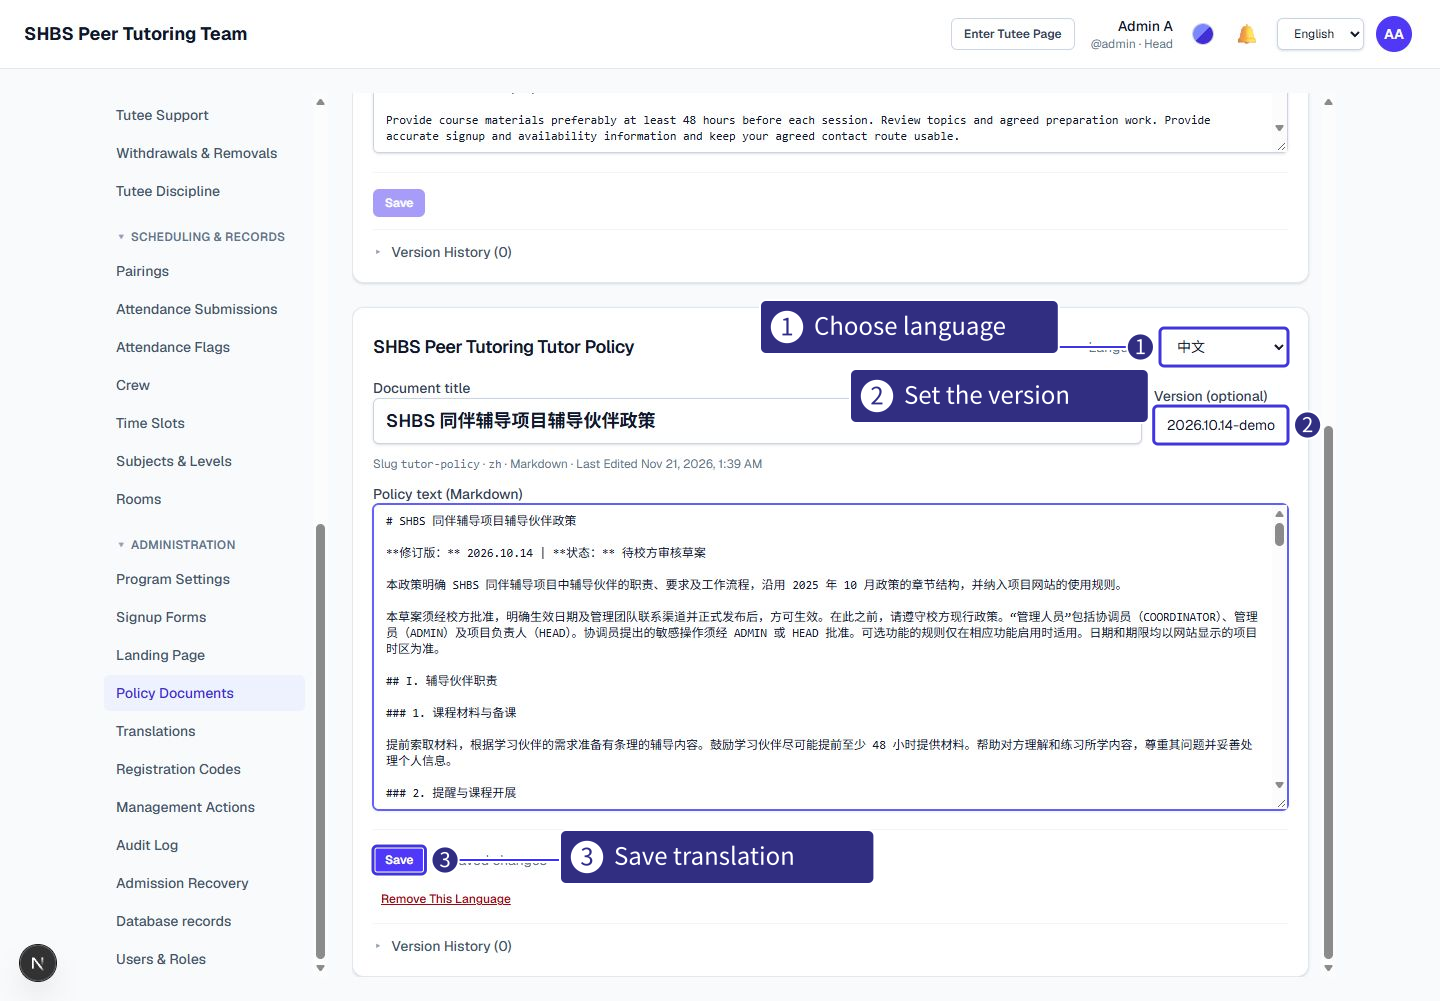 SHBS Peer Tutoring Team
Enter Tutee Page
Admin A
@admin · Head
English
AA
Tutee Support
Withdrawals & Removals
Tutee Discipline
SCHEDULING & RECORDS
Pairings
Attendance Submissions
Attendance Flags
Crew
Time Slots
Subjects & Levels
Rooms
ADMINISTRATION
Program Settings
Signup Forms
Landing Page
Policy Documents
Translations
Registration Codes
Management Actions
Audit Log
Admission Recovery
Database records
Users & Roles
N
Provide course materials preferably at least 48 hours before each session. Review topics and agreed preparation work. Provide
accurate signup and availability information and keep your agreed contact route usable.
Save
Version History (0)
1 Choose language
SHBS Peer Tutoring Tutor Policy
1
中文
Document title
2 Set the version
Version (optional)
SHBS 同伴辅导项目辅导伙伴政策
2026.10.14-demo
2
Slug tutor-policy · zh · Markdown · Last Edited Nov 21, 2026, 1:39 AM
Policy text (Markdown)
# SHBS 同伴辅导项目辅导伙伴政策
**修订版：** 2026.10.14 | **状态：** 待校方审核草案
本政策明确 SHBS 同伴辅导项目中辅导伙伴的职责、要求及工作流程，沿用 2025 年 10 月政策的章节结构，并纳入项目网站的使用规则。
本草案须经校方批准，明确生效日期及管理团队联系渠道并正式发布后，方可生效。在此之前，请遵守校方现行政策。“管理人员”包括协调员（COORDINATOR）、管理
员（ADMIN）及项目负责人（HEAD）。协调员提出的敏感操作须经 ADMIN 或 HEAD 批准。可选功能的规则仅在相应功能启用时适用。日期和期限均以网站显示的项目
时区为准。
## I. 辅导伙伴职责
### 1. 课程材料与备课
提前索取材料，根据学习伙伴的需求准备有条理的辅导内容。鼓励学习伙伴尽可能提前至少 48 小时提供材料。帮助对方理解和练习所学内容，尊重其问题并妥善处
理个人信息。
### 2. 提醒与课程开展
Save
3
3 Save translation
Remove This Language
Version History (0)